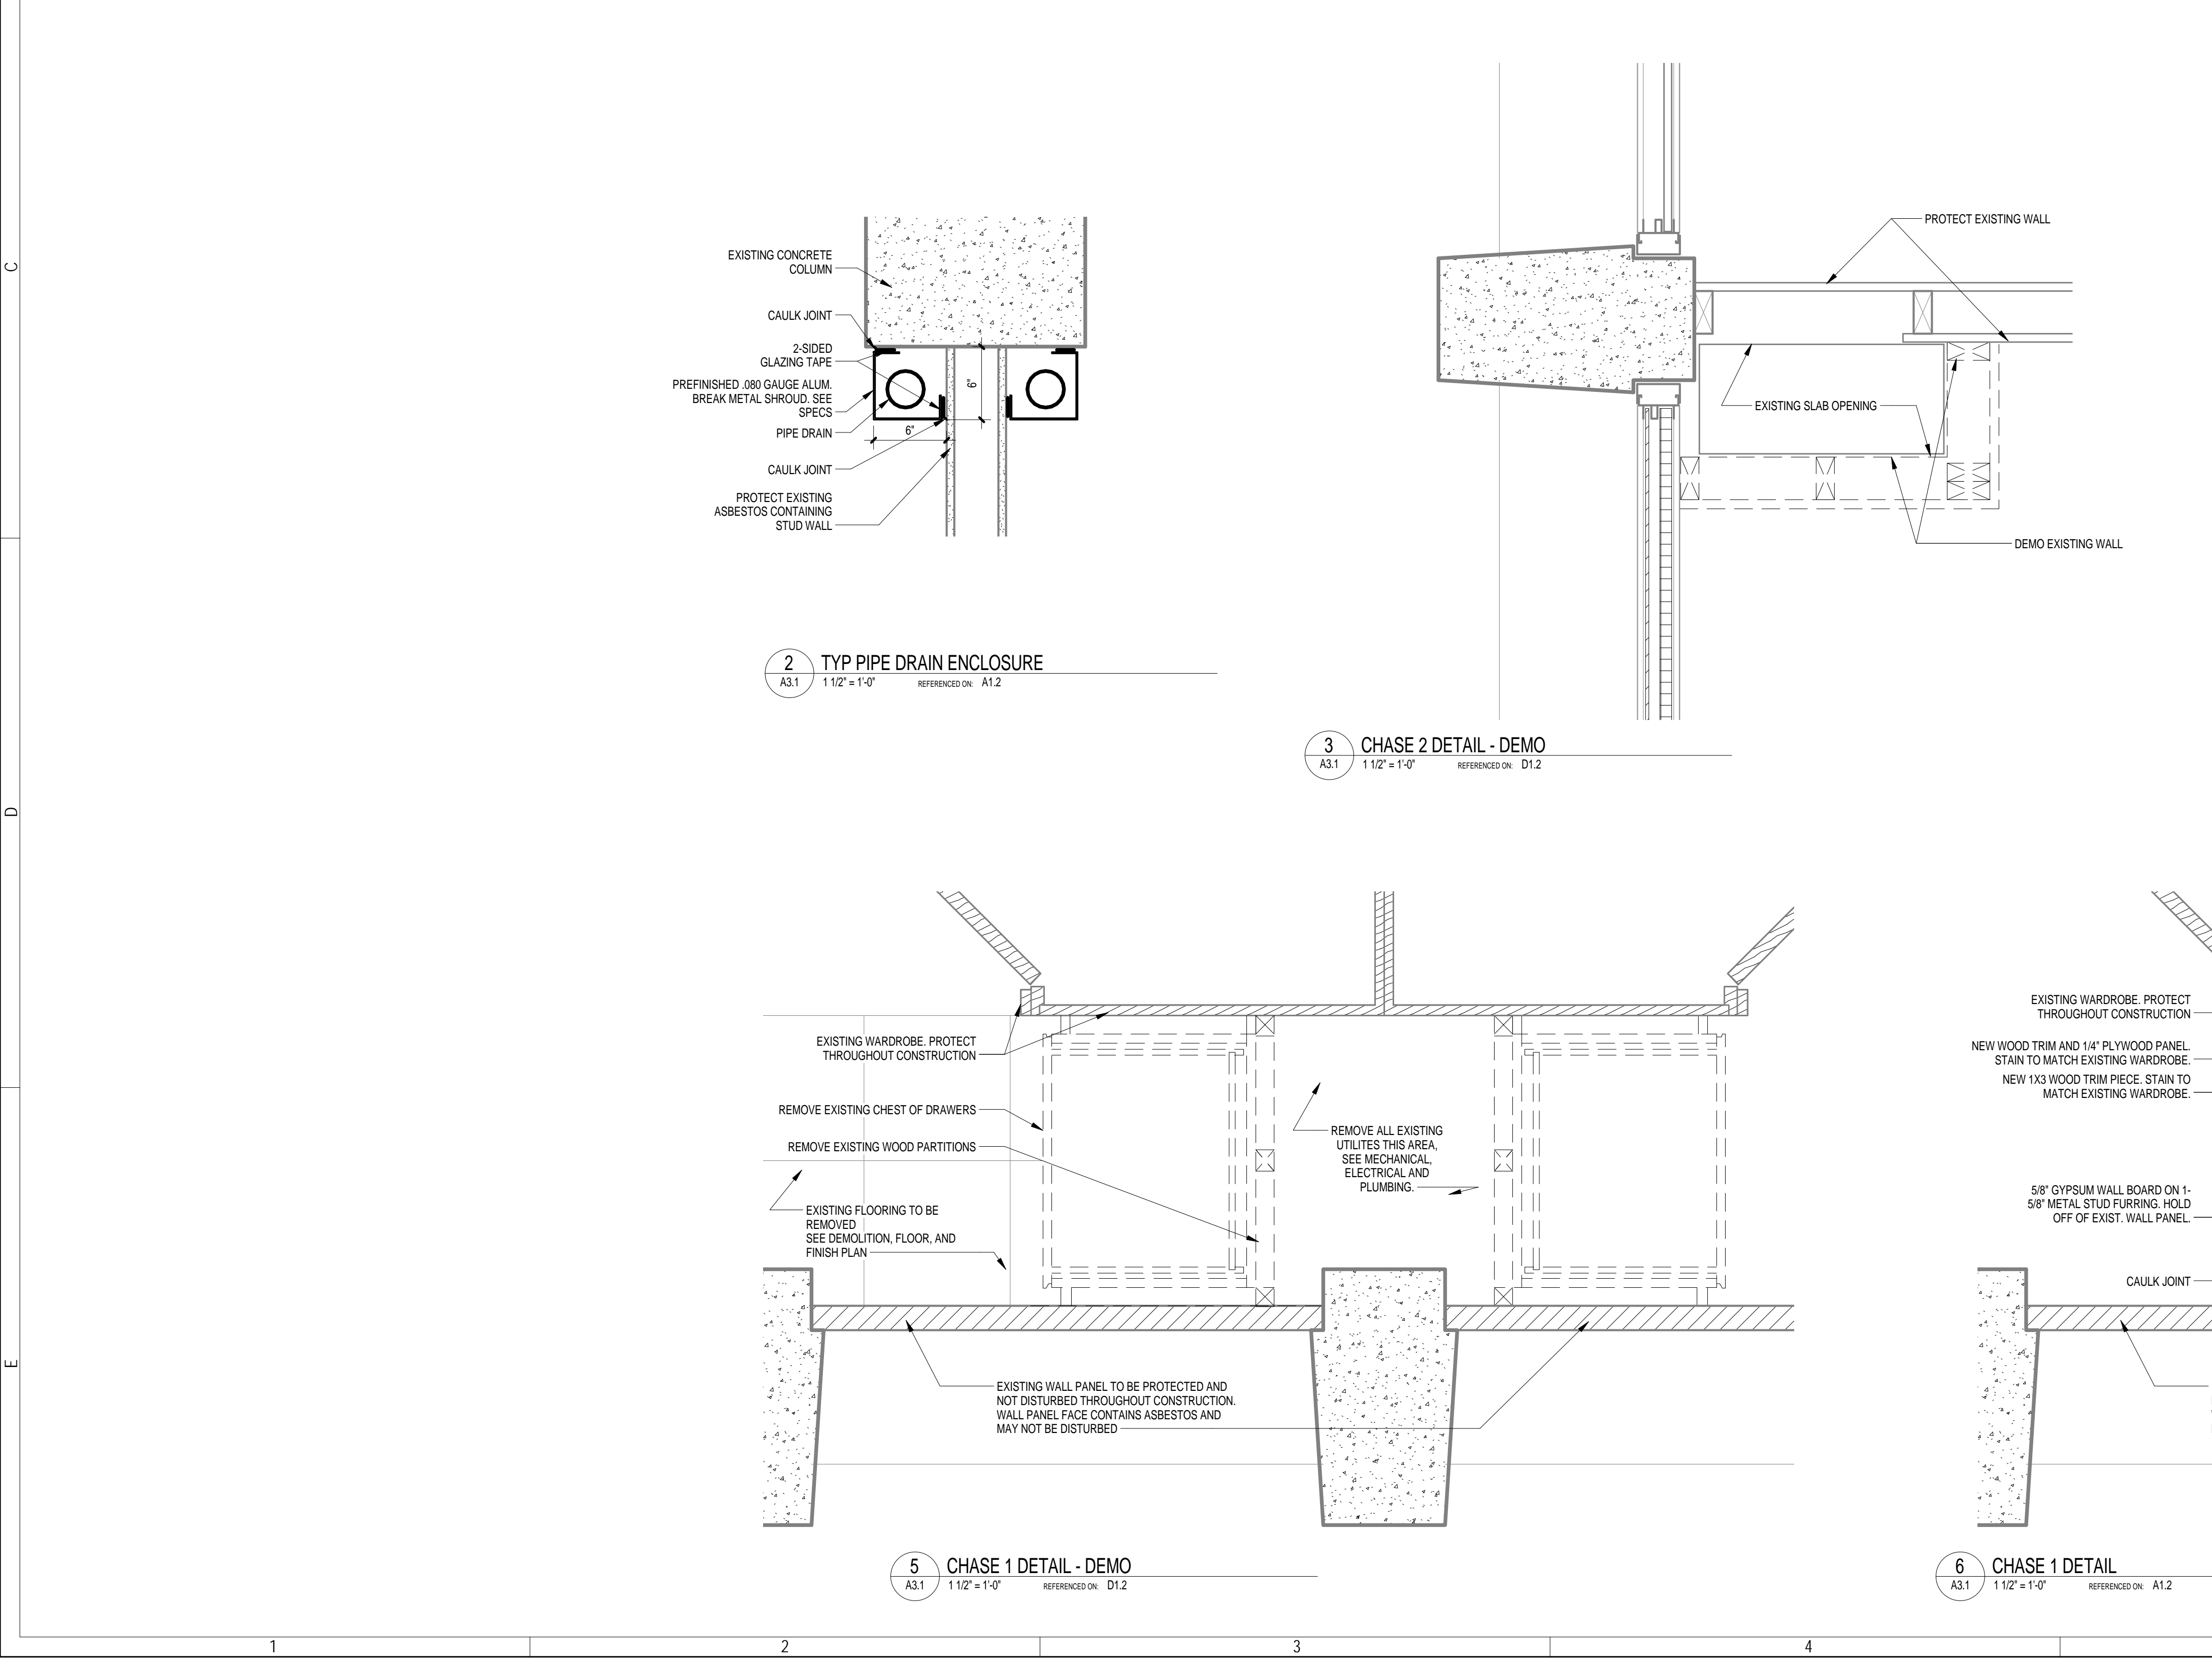 C
D
E
EXISTING CONCRETE
COLUMN
CAULK JOINT
2-SIDED
GLAZING TAPE
PREFINISHED .080 GAUGE ALUM.
BREAK METAL SHROUD. SEE
SPECS
PIPE DRAIN
CAULK JOINT
PROTECT EXISTING
ASBESTOS CONTAINING
STUD WALL
6"
6"
2
A3.1
TYP PIPE DRAIN ENCLOSURE
1 1/2" = 1'-0"
REFERENCED ON: A1.2
PROTECT EXISTING WALL
EXISTING SLAB OPENING
DEMO EXISTING WALL
3
A3.1
CHASE 2 DETAIL - DEMO
1 1/2" = 1'-0"
REFERENCED ON: D1.2
EXISTING WARDROBE. PROTECT
THROUGHOUT CONSTRUCTION
REMOVE EXISTING CHEST OF DRAWERS
REMOVE EXISTING WOOD PARTITIONS
EXISTING FLOORING TO BE
REMOVED
SEE DEMOLITION, FLOOR, AND
FINISH PLAN
REMOVE ALL EXISTING
UTILITES THIS AREA,
SEE MECHANICAL,
ELECTRICAL AND
PLUMBING.
EXISTING WALL PANEL TO BE PROTECTED AND
NOT DISTURBED THROUGHOUT CONSTRUCTION.
WALL PANEL FACE CONTAINS ASBESTOS AND
MAY NOT BE DISTURBED
5
A3.1
CHASE 1 DETAIL - DEMO
1 1/2" = 1'-0"
REFERENCED ON: D1.2
EXISTING WARDROBE. PROTECT
THROUGHOUT CONSTRUCTION
NEW WOOD TRIM AND 1/4" PLYWOOD PANEL.
STAIN TO MATCH EXISTING WARDROBE.
NEW 1X3 WOOD TRIM PIECE. STAIN TO
MATCH EXISTING WARDROBE.
5/8" GYPSUM WALL BOARD ON 1-
5/8" METAL STUD FURRING. HOLD
OFF OF EXIST. WALL PANEL.
CAULK JOINT
6
A3.1
CHASE 1 DETAIL
1 1/2" = 1'-0"
REFERENCED ON: A1.2
1
2
3
4